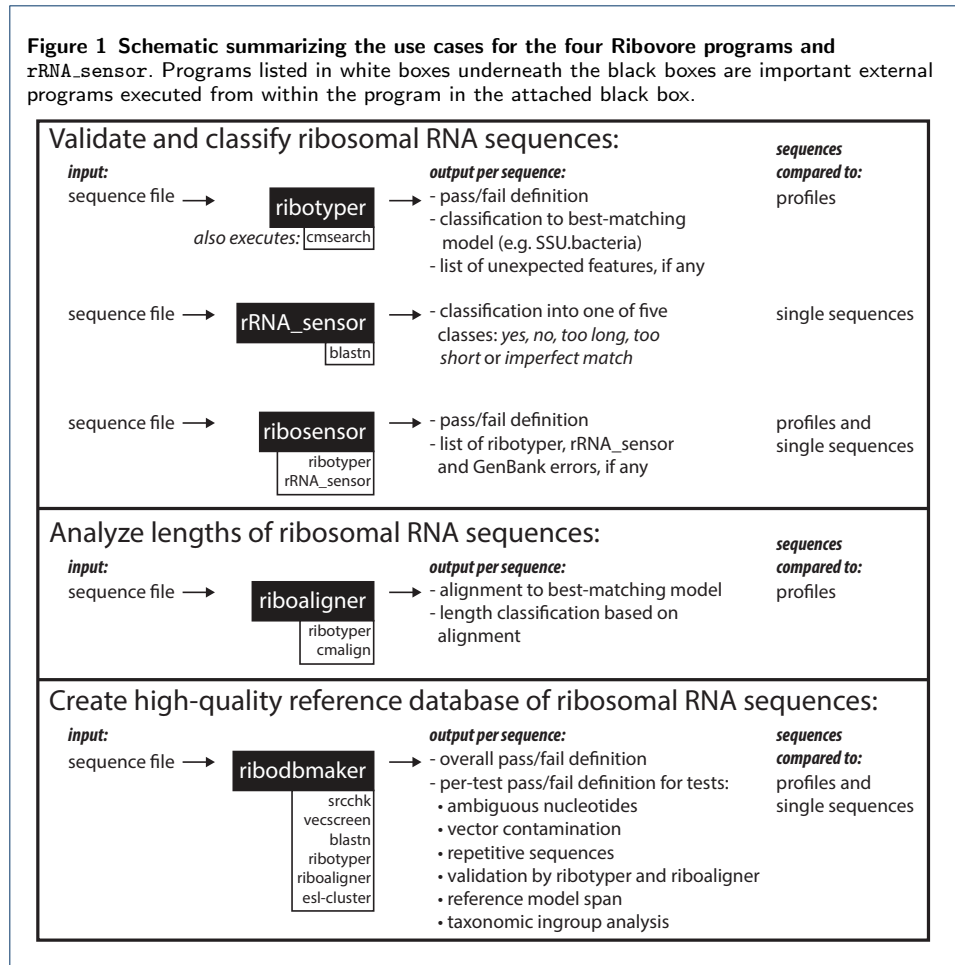 Figure 1 Schematic summarizing the use cases for the four Ribovore programs and
rRNA_sensor. Programs listed in white boxes underneath the black boxes are important external
programs executed from within the program in the attached black box.
Validate and classify ribosomal RNA sequences:
input:
output per sequence:
sequences
compared to:
sequence file
ribotyper
also executes: cmsearch
- pass/fail definition
- classification to best-matching
model (e.g. SSU.bacteria)
- list of unexpected features, if any
profiles
sequence file
rRNA_sensor
blastn
- classification into one of five
classes: yes, no, too long, too
short or imperfect match
single sequences
sequence file
ribosensor
ribotyper
rRNA_sensor
- pass/fail definition
- list of ribotyper, rRNA_sensor
and GenBank errors, if any
profiles and
single sequences
Analyze lengths of ribosomal RNA sequences:
input:
output per sequence:
sequences
compared to:
sequence file
riboaligner
ribotyper
cmalign
- alignment to best-matching model
- length classification based on
alignment
profiles
Create high-quality reference database of ribosomal RNA sequences:
input:
output per sequence:
sequences
compared to:
sequence file
ribodbmaker
srcchk
vecscreen
blastn
ribotyper
riboaligner
esl-cluster
- overall pass/fail definition
- per-test pass/fail definition for tests:
• ambiguous nucleotides
• vector contamination
• repetitive sequences
• validation by ribotyper and riboaligner
• reference model span
• taxonomic ingroup analysis
profiles and
single sequences